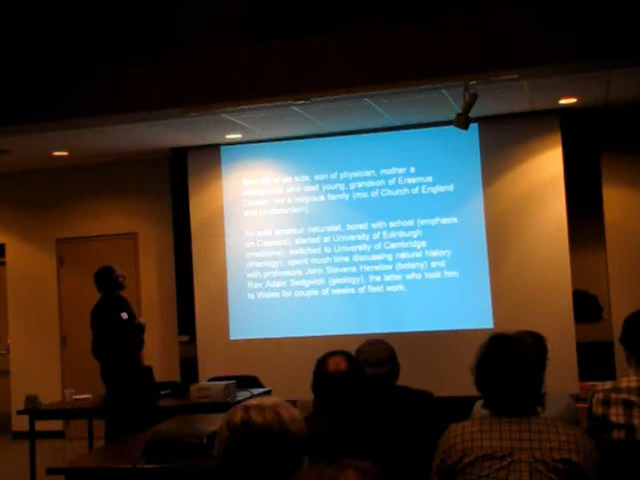 of six kids, son of physician, mother a
who died young, grandson of Erasmus
Darwin, not a religious family (mix of Church of England
and Unitarianism).
An avid amateur naturalist, bored with school (emphasis
on Classics), started at University of Edinburgh
(medicine), switched to University of Cambridge
(theology), spent much time discussing natural history
with professors John Stevens Henslow (botany) and
Rev Adam Sedgwick (geology), the latter who took him
to Wales for couple of weeks of field work.